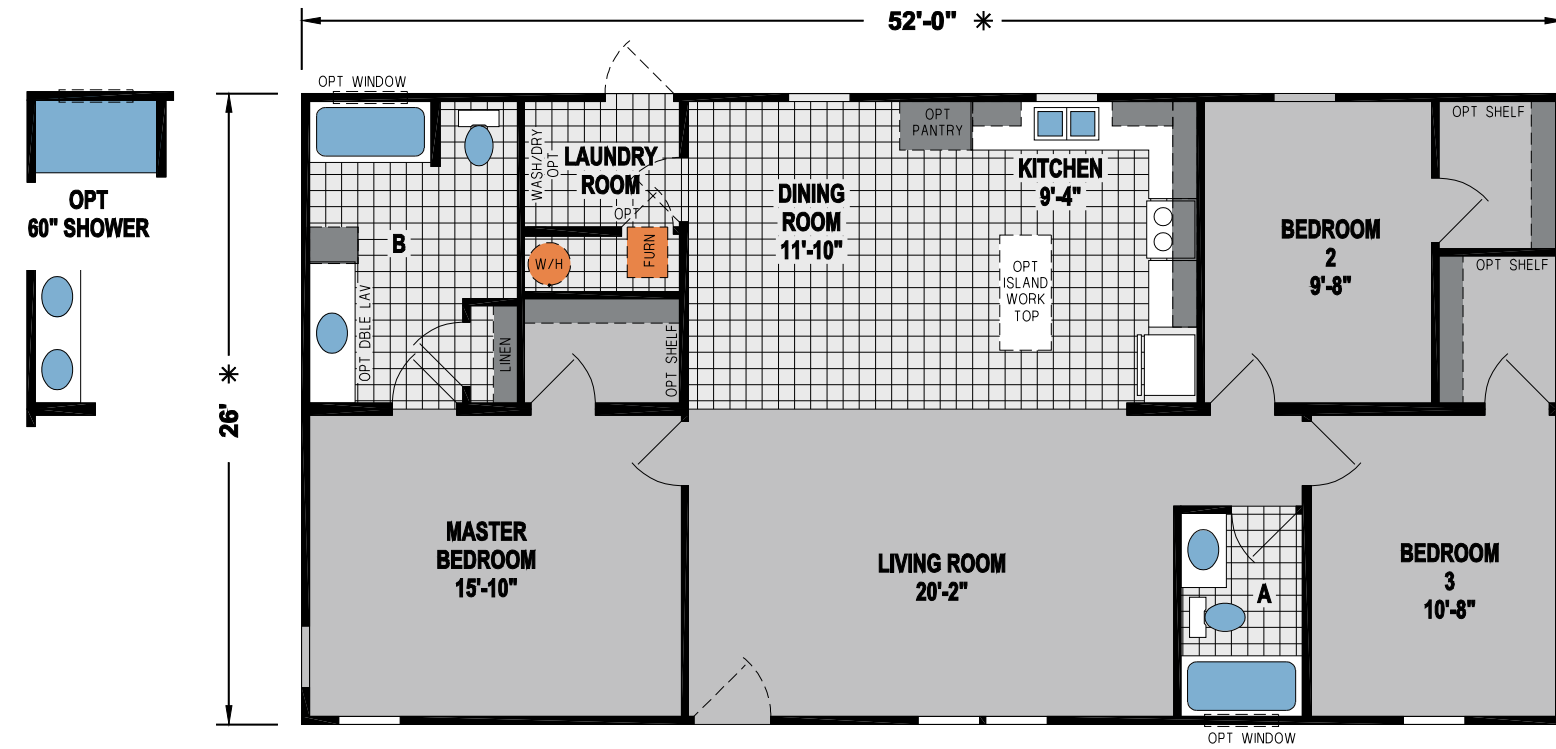 52'-0" ✳
OPT WINDOW
OPT
60" SHOWER
26' ✳
B
OPT DBLE LAV
LINEN
WASH/DRY
OPT
LAUNDRY
ROOM
OPT
W/H
FURN
OPT SHELF
DINING
ROOM
11'-10"
OPT
PANTRY
KITCHEN
9'-4"
OPT
ISLAND
WORK
TOP
BEDROOM
2
9'-8"
OPT SHELF
OPT SHELF
MASTER
BEDROOM
15'-10"
LIVING ROOM
20'-2"
A
BEDROOM
3
10'-8"
OPT WINDOW